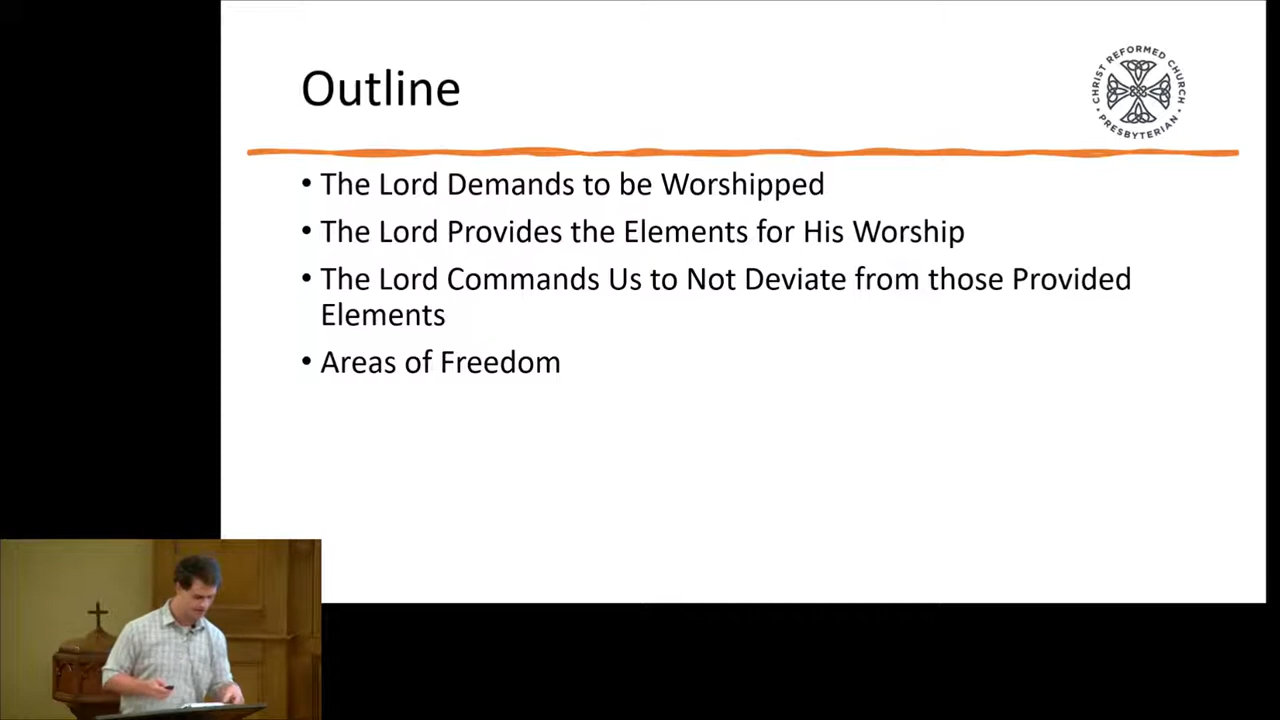 Outline
CHRIST REFORMED CHURCH
• PRESBYTERIAN •
• The Lord Demands to be Worshipped
• The Lord Provides the Elements for His Worship
• The Lord Commands Us to Not Deviate from those Provided
Elements
• Areas of Freedom